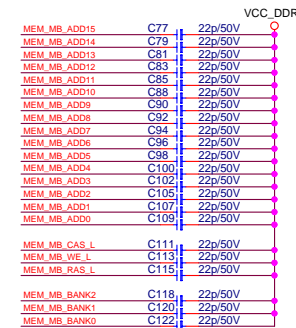 VCC_DDR
MEM_MB_ADD15 C77 22p/50V
MEM_MB_ADD14 C79 22p/50V
MEM_MB_ADD13 C81 22p/50V
MEM_MB_ADD12 C83 22p/50V
MEM_MB_ADD11 C85 22p/50V
MEM_MB_ADD10 C88 22p/50V
MEM_MB_ADD9 C90 22p/50V
MEM_MB_ADD8 C92 22p/50V
MEM_MB_ADD7 C94 22p/50V
MEM_MB_ADD6 C96 22p/50V
MEM_MB_ADD5 C98 22p/50V
MEM_MB_ADD4 C100 22p/50V
MEM_MB_ADD3 C102 22p/50V
MEM_MB_ADD2 C105 22p/50V
MEM_MB_ADD1 C107 22p/50V
MEM_MB_ADD0 C109 22p/50V
MEM_MB_CAS_L C111 22p/50V
MEM_MB_WE_L C113 22p/50V
MEM_MB_RAS_L C115 22p/50V
MEM_MB_BANK2 C118 22p/50V
MEM_MB_BANK1 C120 22p/50V
MEM_MB_BANK0 C122 22p/50V